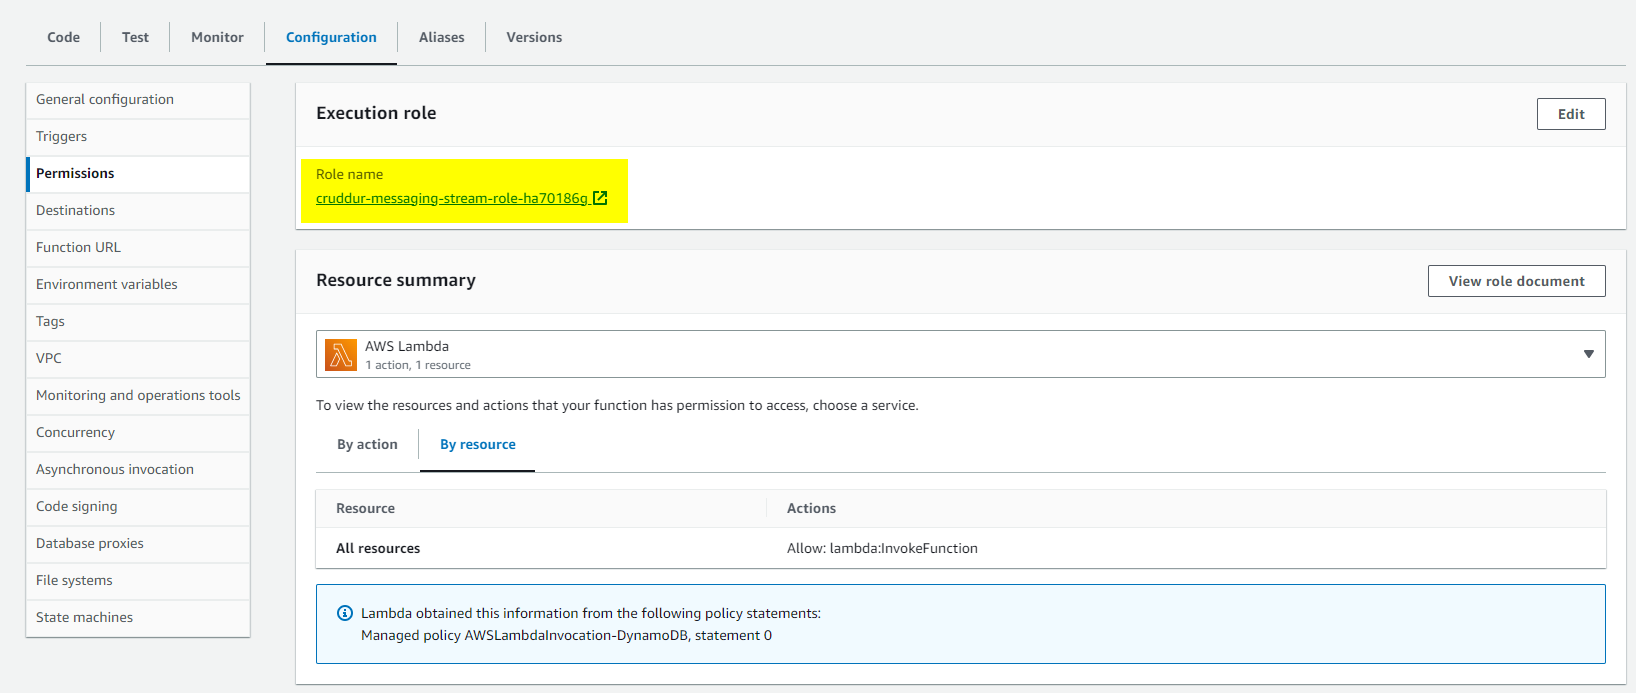 Code
Test
Monitor
Configuration
Aliases
Versions
General configuration
Triggers
Permissions
Destinations
Function URL
Environment variables
Tags
VPC
Monitoring and operations tools
Concurrency
Asynchronous invocation
Code signing
Database proxies
File systems
State machines
Execution role
Edit
Role name
cruddur-messaging-stream-role-ha70186g
Resource summary
View role document
AWS Lambda
1 action, 1 resource
To view the resources and actions that your function has permission to access, choose a service.
By action
By resource
Resource
Actions
All resources
Allow: lambda:InvokeFunction
Lambda obtained this information from the following policy statements:
Managed policy AWSLambdaInvocation-DynamoDB, statement 0